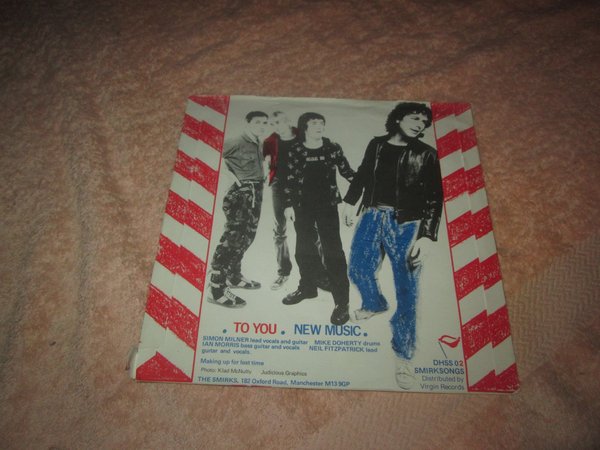 . TO YOU . NEW MUSIC .
SIMON MILNER lead vocals and guitar MIKE DOHERTY drums
IAN MORRIS bass guitar and vocals NEIL FITZPATRICK lead
guitar and vocals
Making up for lost time
Photo: Klad McNulty Judicious Graphics
THE SMIRKS, 182 Oxford Road, Manchester M13 9GP
DHSS 02
SMIRKSONGS
Distributed by
Virgin Records